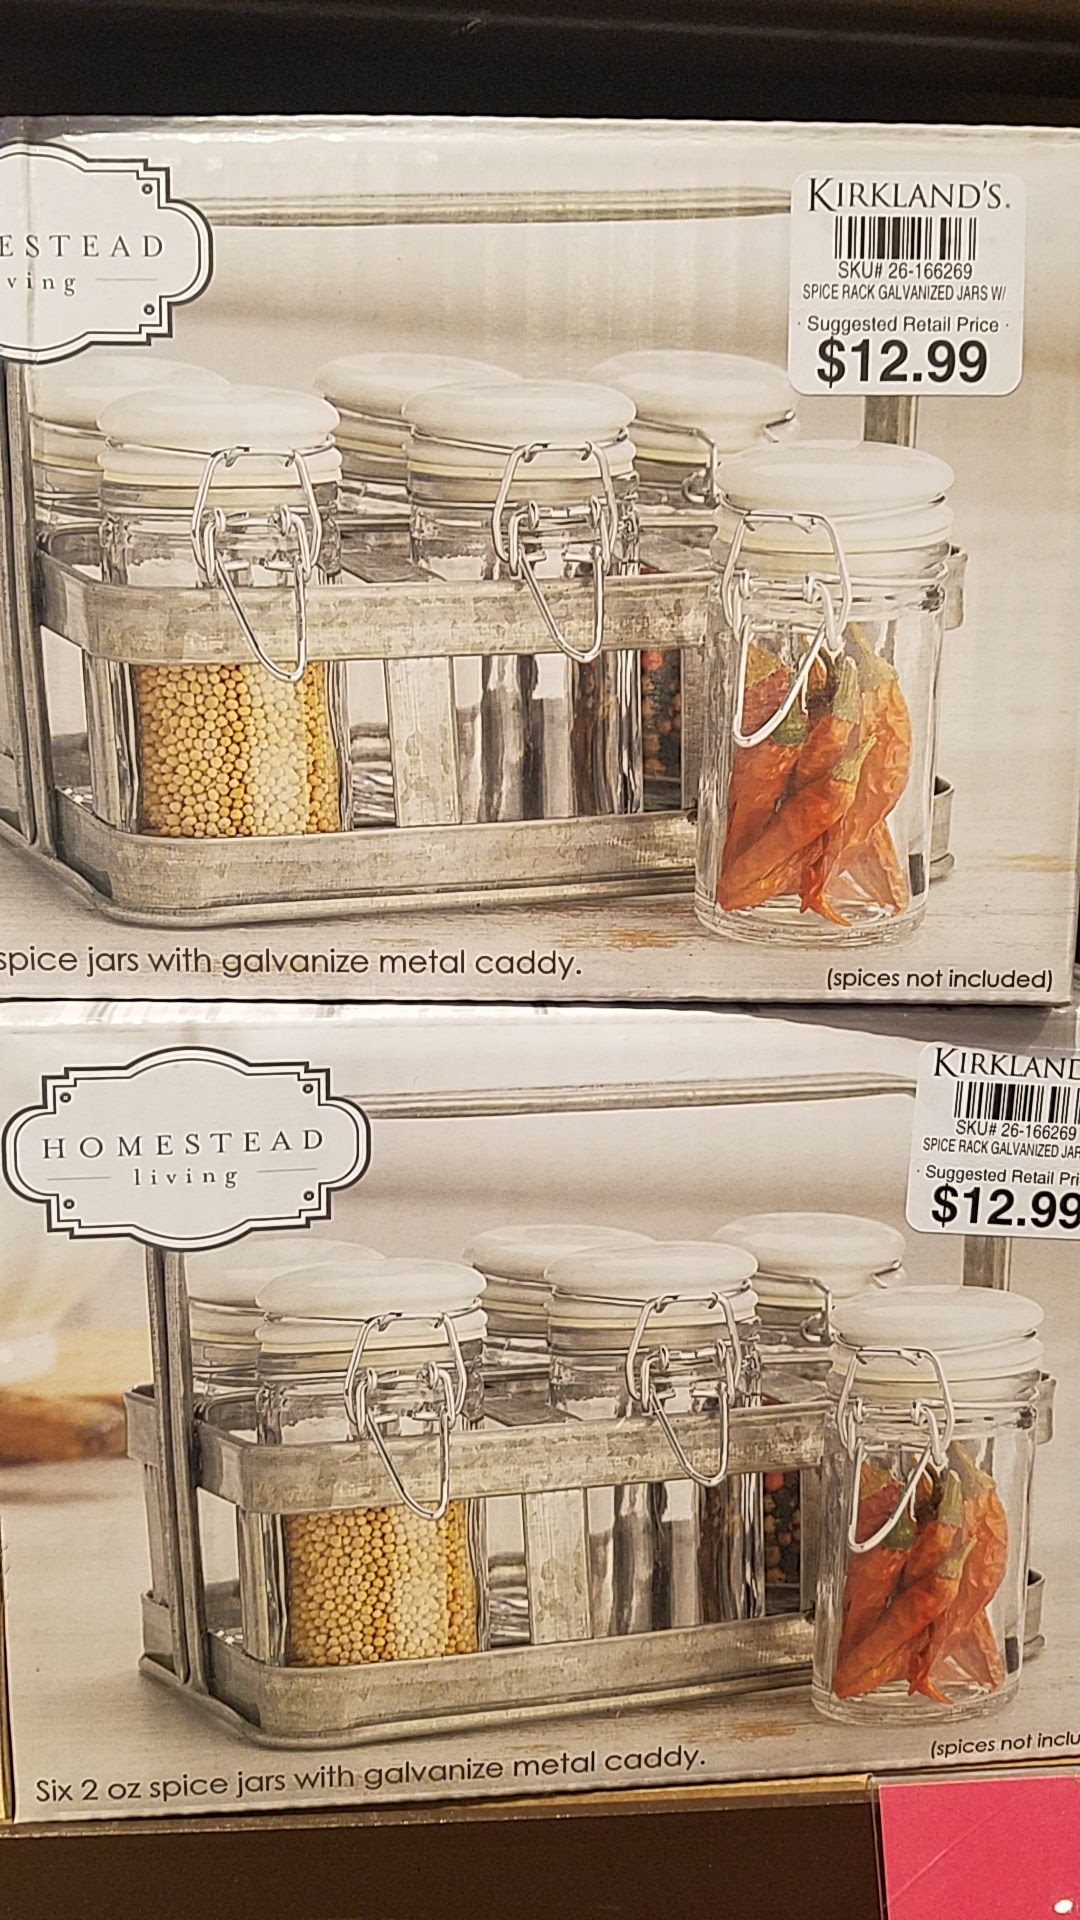 ESTEAD
ving
KIRKLAND'S.
SKU# 26-166269
SPICE RACK GALVANIZED JARS W/
· Suggested Retail Price ·
$12.99
spice jars with galvanize metal caddy.
(spices not included)
HOMESTEAD
living
KIRKLAND
SKU# 26-166269
SPICE RACK GALVANIZED JAR
· Suggested Retail Pri
$12.99
Six 2 oz spice jars with galvanize metal caddy.
(spices not inclu